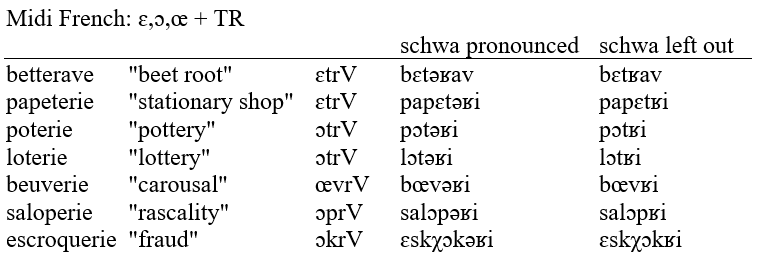 Midi French: ɛ,ɔ,œ + TR
schwa pronounced schwa left out
betterave "beet root" ɛtrV bɛtəʁav bɛtʁav
papeterie "stationary shop" ɛtrV papɛtəʁi papɛtʁi
poterie "pottery" ɔtrV pɔtəʁi pɔtʁi
loterie "lottery" ɔtrV lɔtəʁi lɔtʁi
beuverie "carousal" œvrV bœvəʁi bœvʁi
saloperie "rascality" ɔprV salɔpəʁi salɔpʁi
escroquerie "fraud" ɔkrV ɛskχɔkəʁi ɛskχɔkʁi